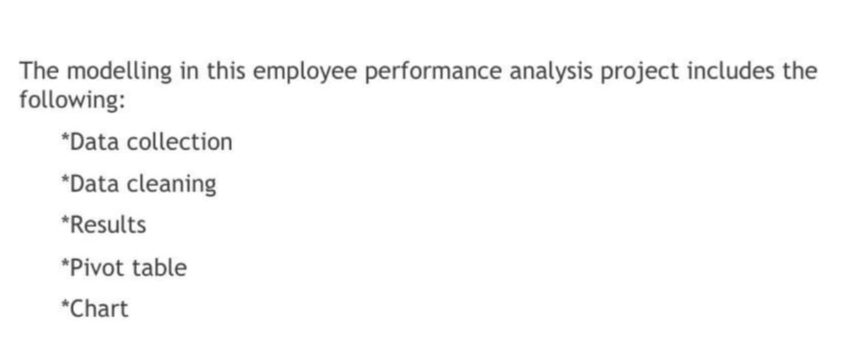 The modelling in this employee performance analysis project includes the
following:
*Data collection
*Data cleaning
*Results
*Pivot table
*Chart